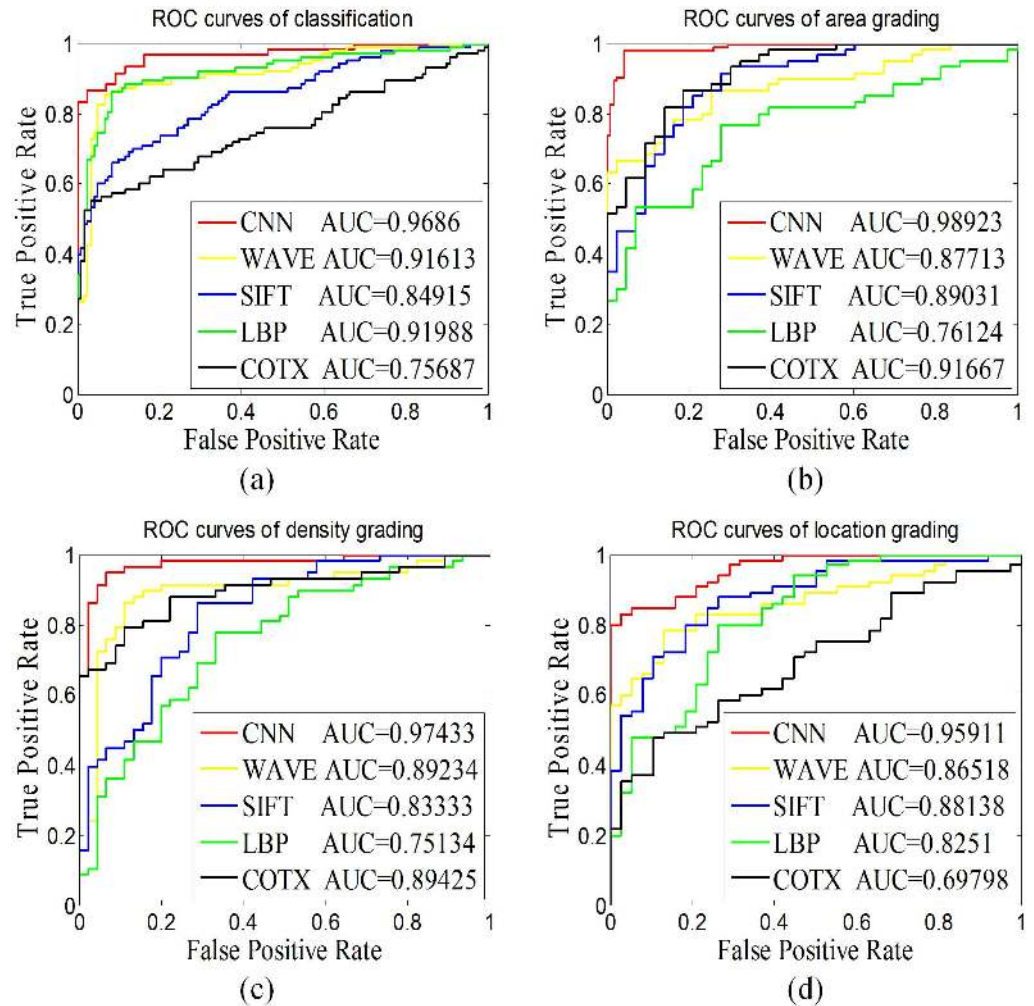 ROC curves of classification
True Positive Rate
1
0.8
0.6
0.4
0.2
0
CNN AUC=0.9686
WAVE AUC=0.91613
SIFT AUC=0.84915
LBP AUC=0.91988
COTX AUC=0.75687
0 0.2 0.4 0.6 0.8 1
False Positive Rate
(a)
ROC curves of area grading
True Positive Rate
1
0.8
0.6
0.4
0.2
0
CNN AUC=0.98923
WAVE AUC=0.87713
SIFT AUC=0.89031
LBP AUC=0.76124
COTX AUC=0.91667
0 0.2 0.4 0.6 0.8 1
False Positive Rate
(b)
ROC curves of density grading
True Positive Rate
1
0.8
0.6
0.4
0.2
0
CNN AUC=0.97433
WAVE AUC=0.89234
SIFT AUC=0.83333
LBP AUC=0.75134
COTX AUC=0.89425
0 0.2 0.4 0.6 0.8 1
False Positive Rate
(c)
ROC curves of location grading
True Positive Rate
1
0.8
0.6
0.4
0.2
0
CNN AUC=0.95911
WAVE AUC=0.86518
SIFT AUC=0.88138
LBP AUC=0.8251
COTX AUC=0.69798
0 0.2 0.4 0.6 0.8 1
False Positive Rate
(d)